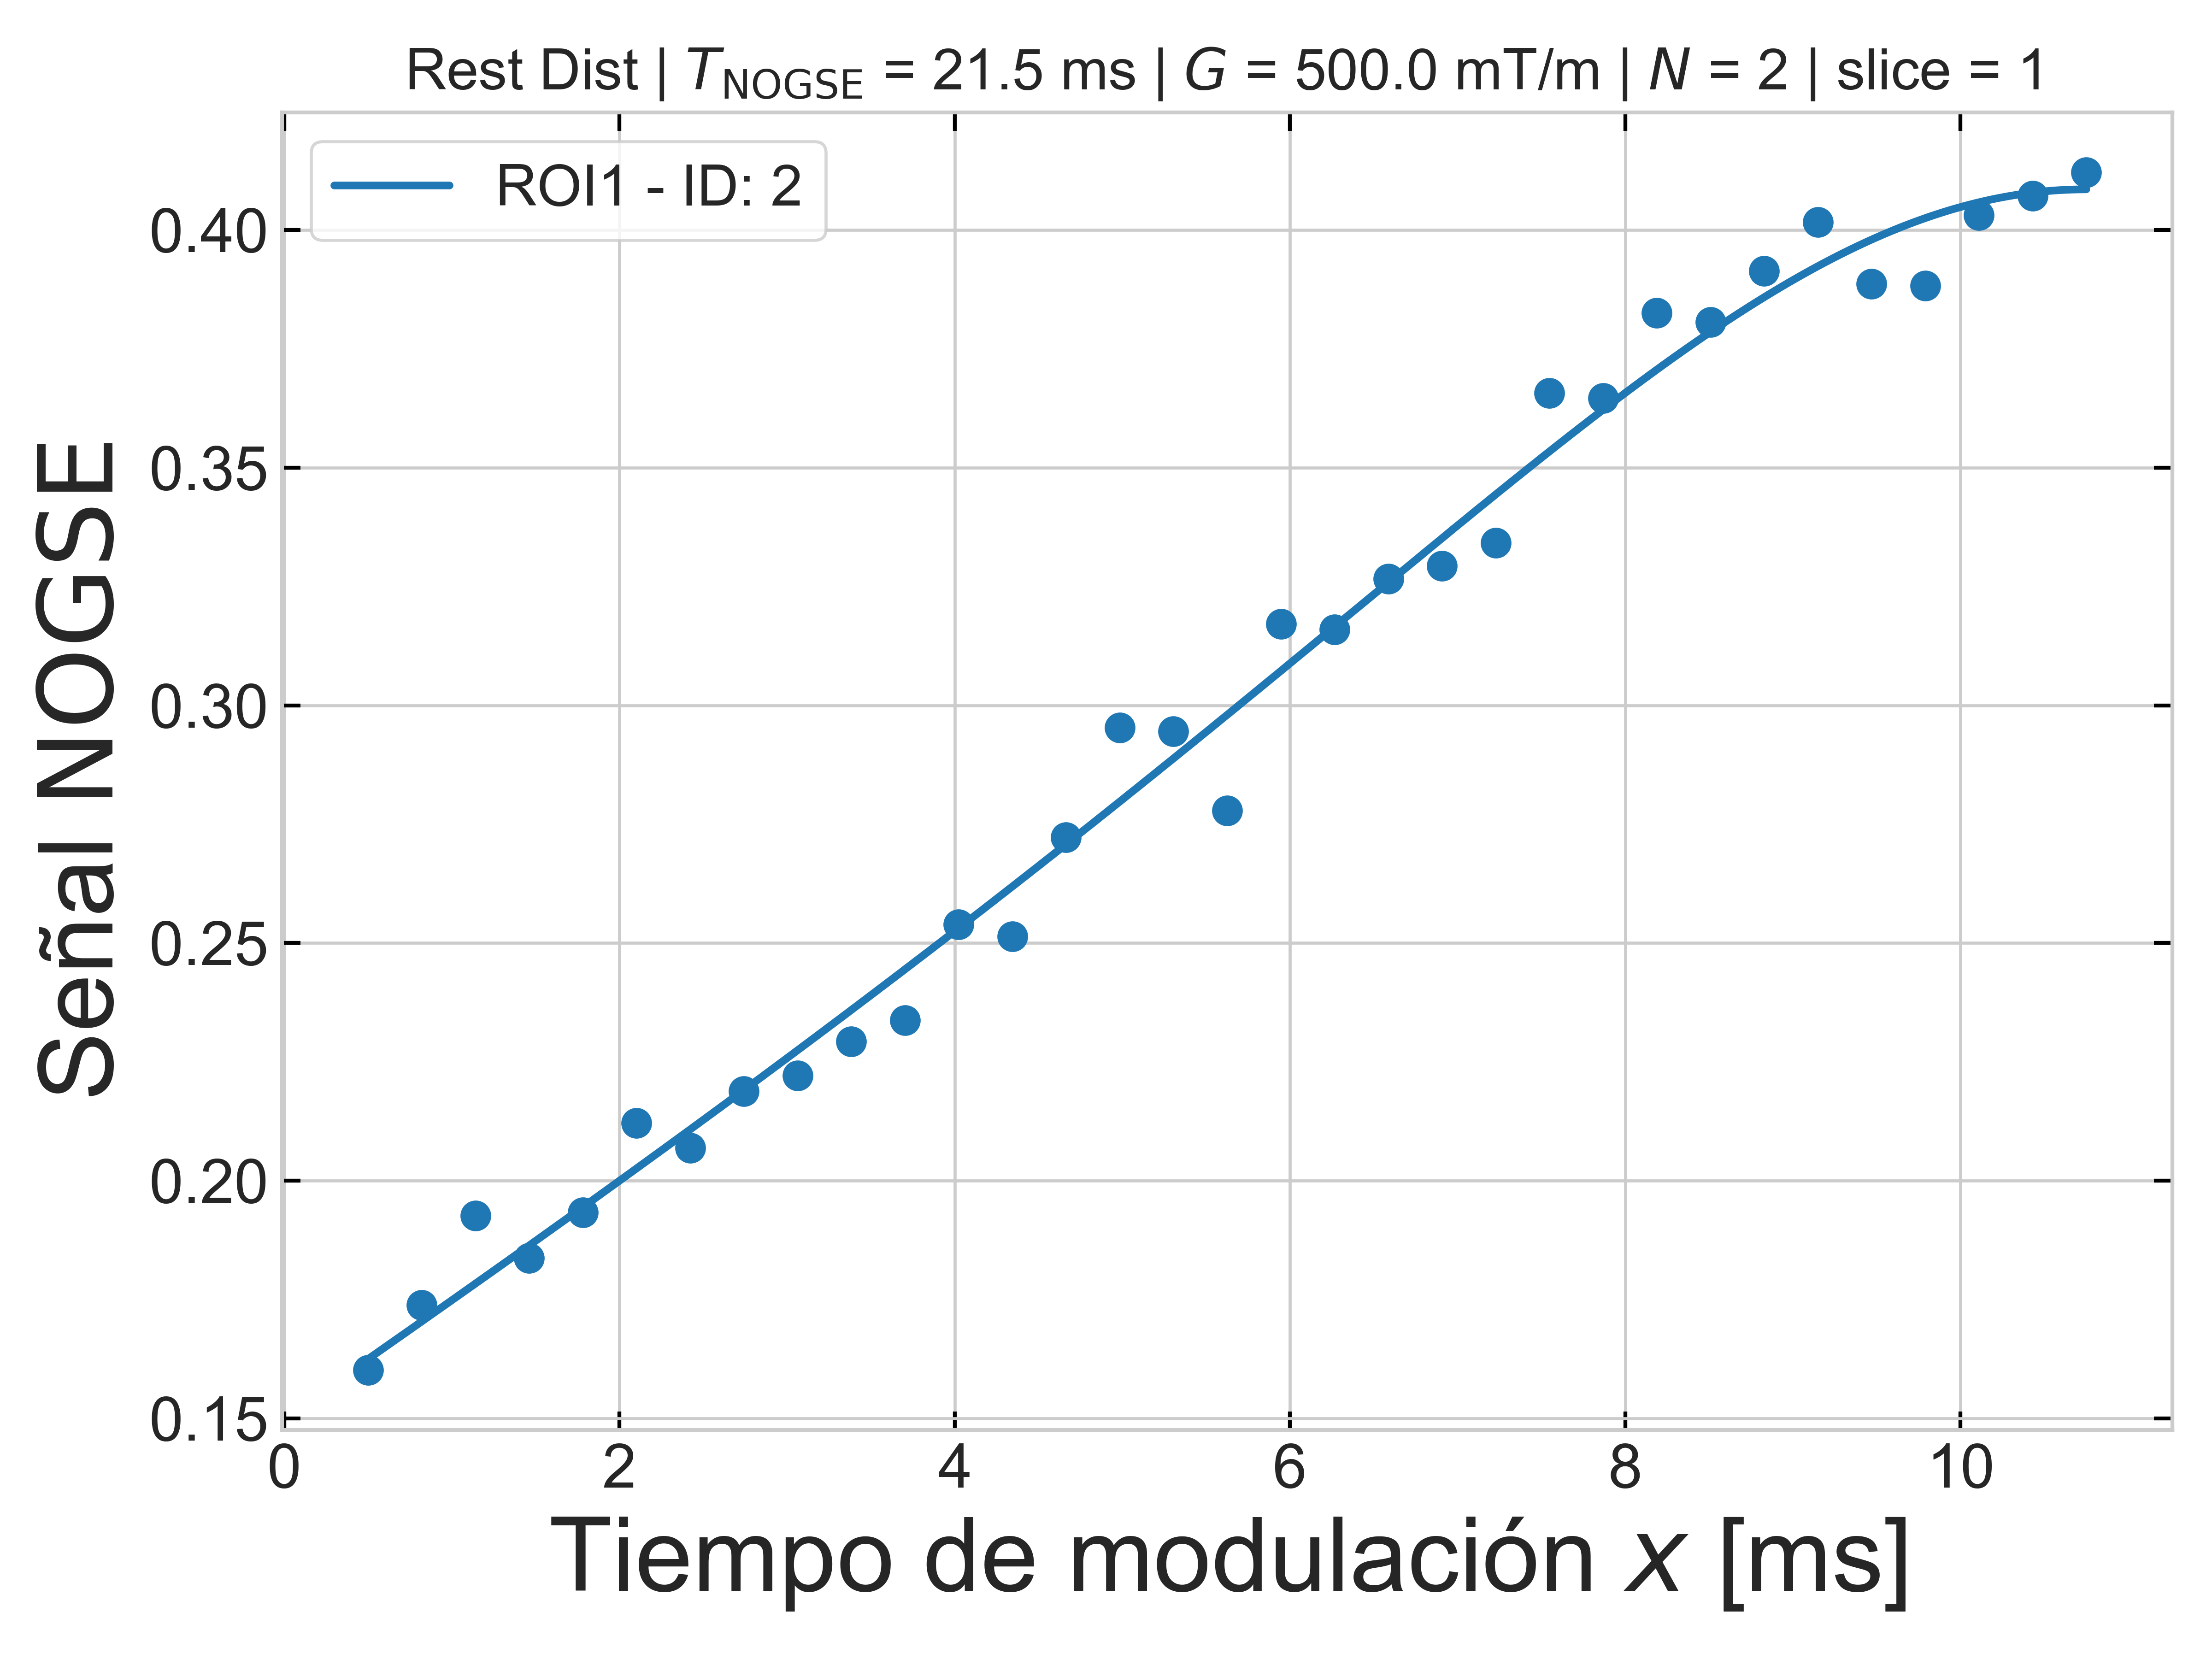 Rest Dist | T_NOGSE = 21.5 ms | G = 500.0 mT/m | N = 2 | slice = 1
ROI1 - ID: 2
Señal NOGSE
0.40
0.35
0.30
0.25
0.20
0.15
0 2 4 6 8 10
Tiempo de modulación x [ms]